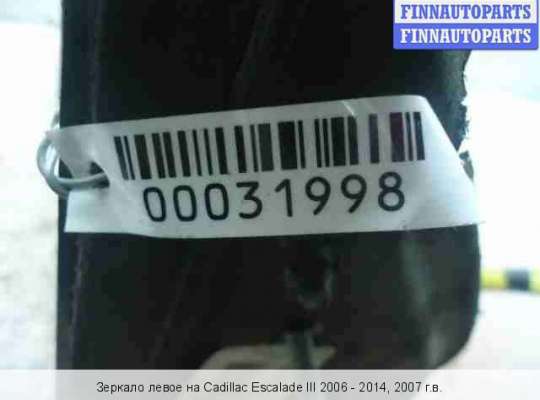 FINNAUTOPARTS
FINNAUTOPARTS
00031998
Зеркало левое на Cadillac Escalade III 2006 - 2014, 2007 г.в.